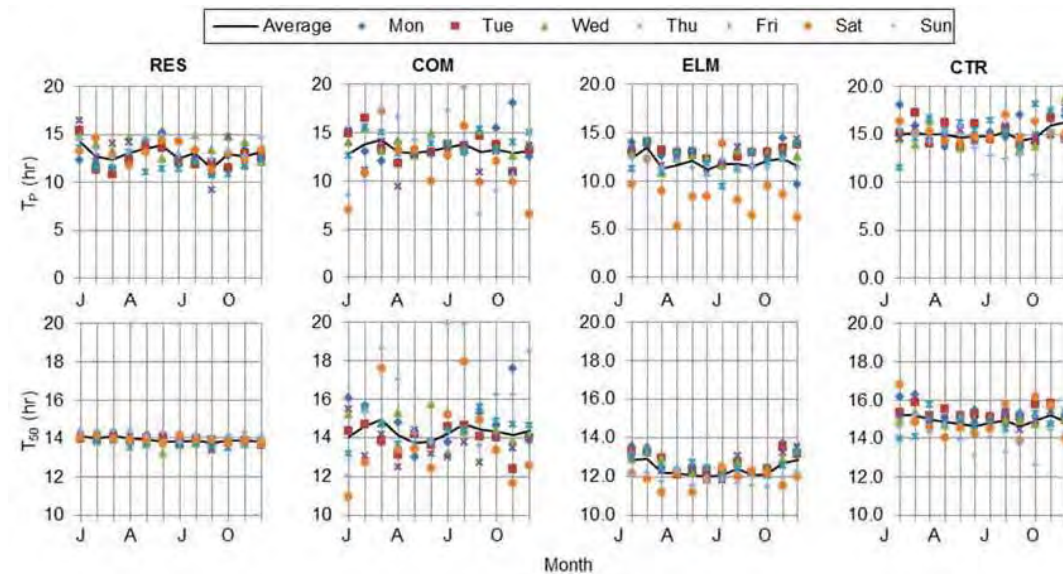 Average Mon Tue Wed Thu Fri Sat Sun
RES COM ELM CTR
T_P (hr)
20 20 20.0 20.0
15 15 15.0 15.0
10 10 10.0 10.0
5 5 5.0 5.0
0 0 0.0 0.0
J A J O J A J O J A J O J A J O
T_50 (hr)
20 20 20.0 20.0
18 18 18.0 18.0
16 16 16.0 16.0
14 14 14.0 14.0
12 12 12.0 12.0
10 10 10.0 10.0
J A J O J A J O J A J O J A J O
Month